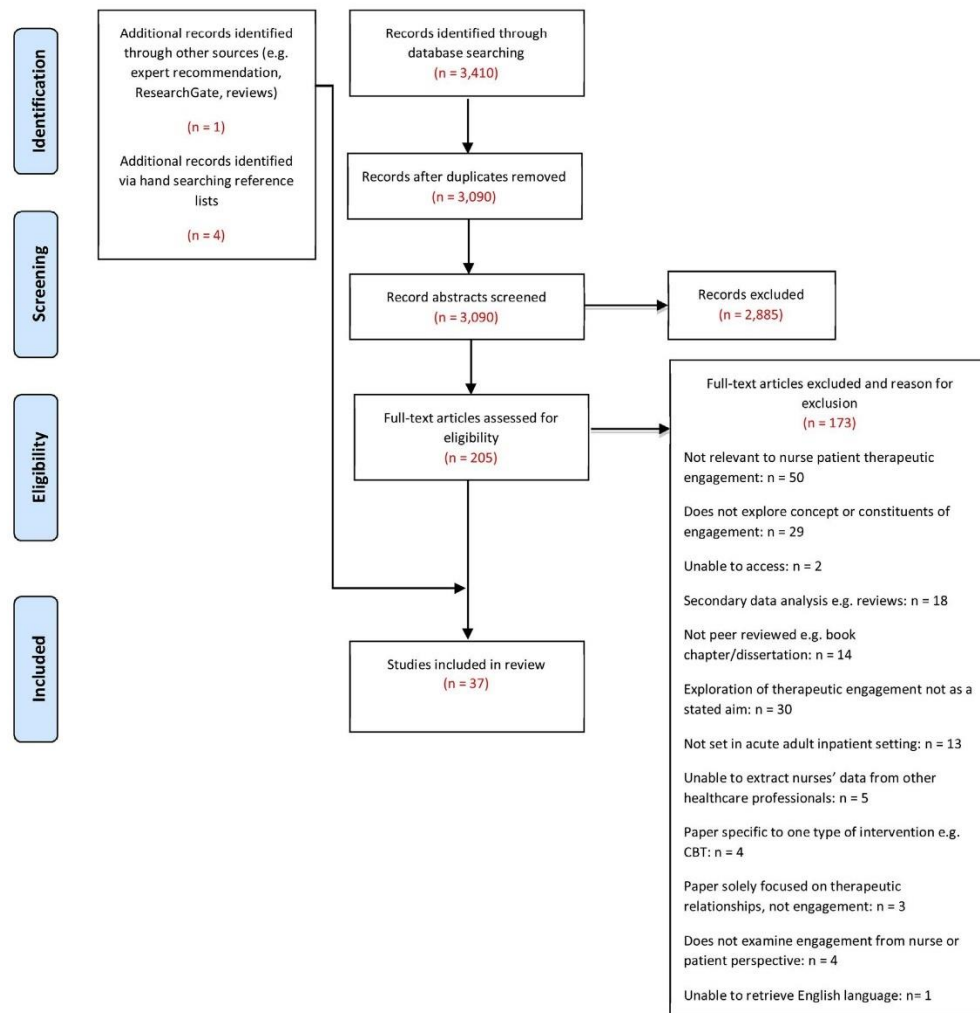 Identification
Additional records identified
through other sources (e.g.
expert recommendation,
ResearchGate, reviews)
(n = 1)
Additional records identified
via hand searching reference
lists
(n = 4)
Records identified through
database searching
(n = 3,410)
Records after duplicates removed
(n = 3,090)
Screening
Record abstracts screened
(n = 3,090)
Records excluded
(n = 2,885)
Eligibility
Full-text articles assessed for
eligibility
(n = 205)
Full-text articles excluded and reason for
exclusion
(n = 173)
Not relevant to nurse patient therapeutic
engagement: n = 50
Does not explore concept or constituents of
engagement: n = 29
Unable to access: n = 2
Secondary data analysis e.g. reviews: n = 18
Not peer reviewed e.g. book
chapter/dissertation: n = 14
Exploration of therapeutic engagement not as a
stated aim: n = 30
Not set in acute adult inpatient setting: n = 13
Unable to extract nurses’ data from other
healthcare professionals: n = 5
Paper specific to one type of intervention e.g.
CBT: n = 4
Paper solely focused on therapeutic
relationships, not engagement: n = 3
Does not examine engagement from nurse or
patient perspective: n = 4
Unable to retrieve English language: n= 1
Included
Studies included in review
(n = 37)